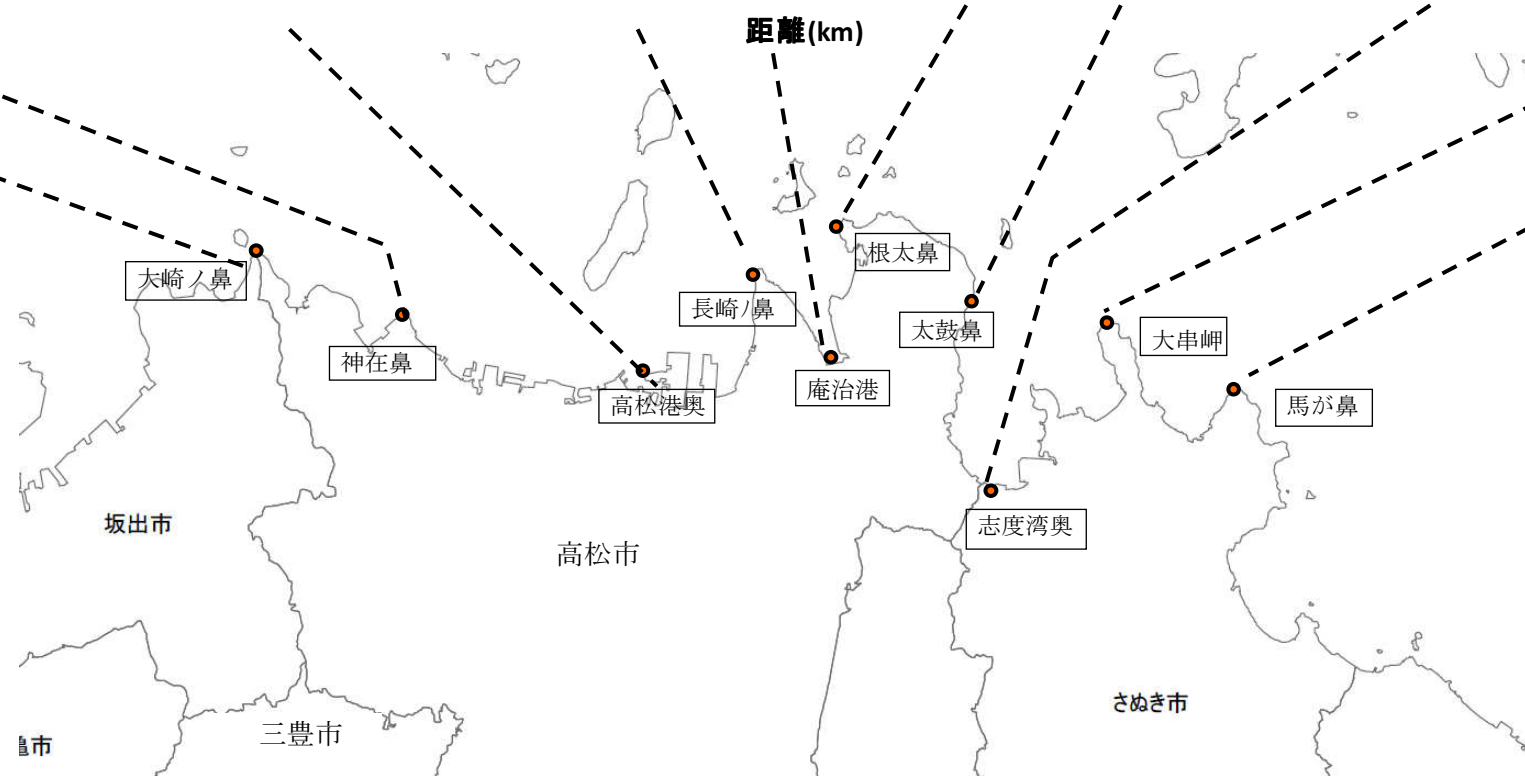 距離(km)
根太鼻
大崎ノ鼻
長崎ノ鼻
太鼓鼻
大串岬
神在鼻
庵治港
高松港奥
馬が鼻
坂出市
志度湾奥
高松市
さぬき市
三豊市
亀市